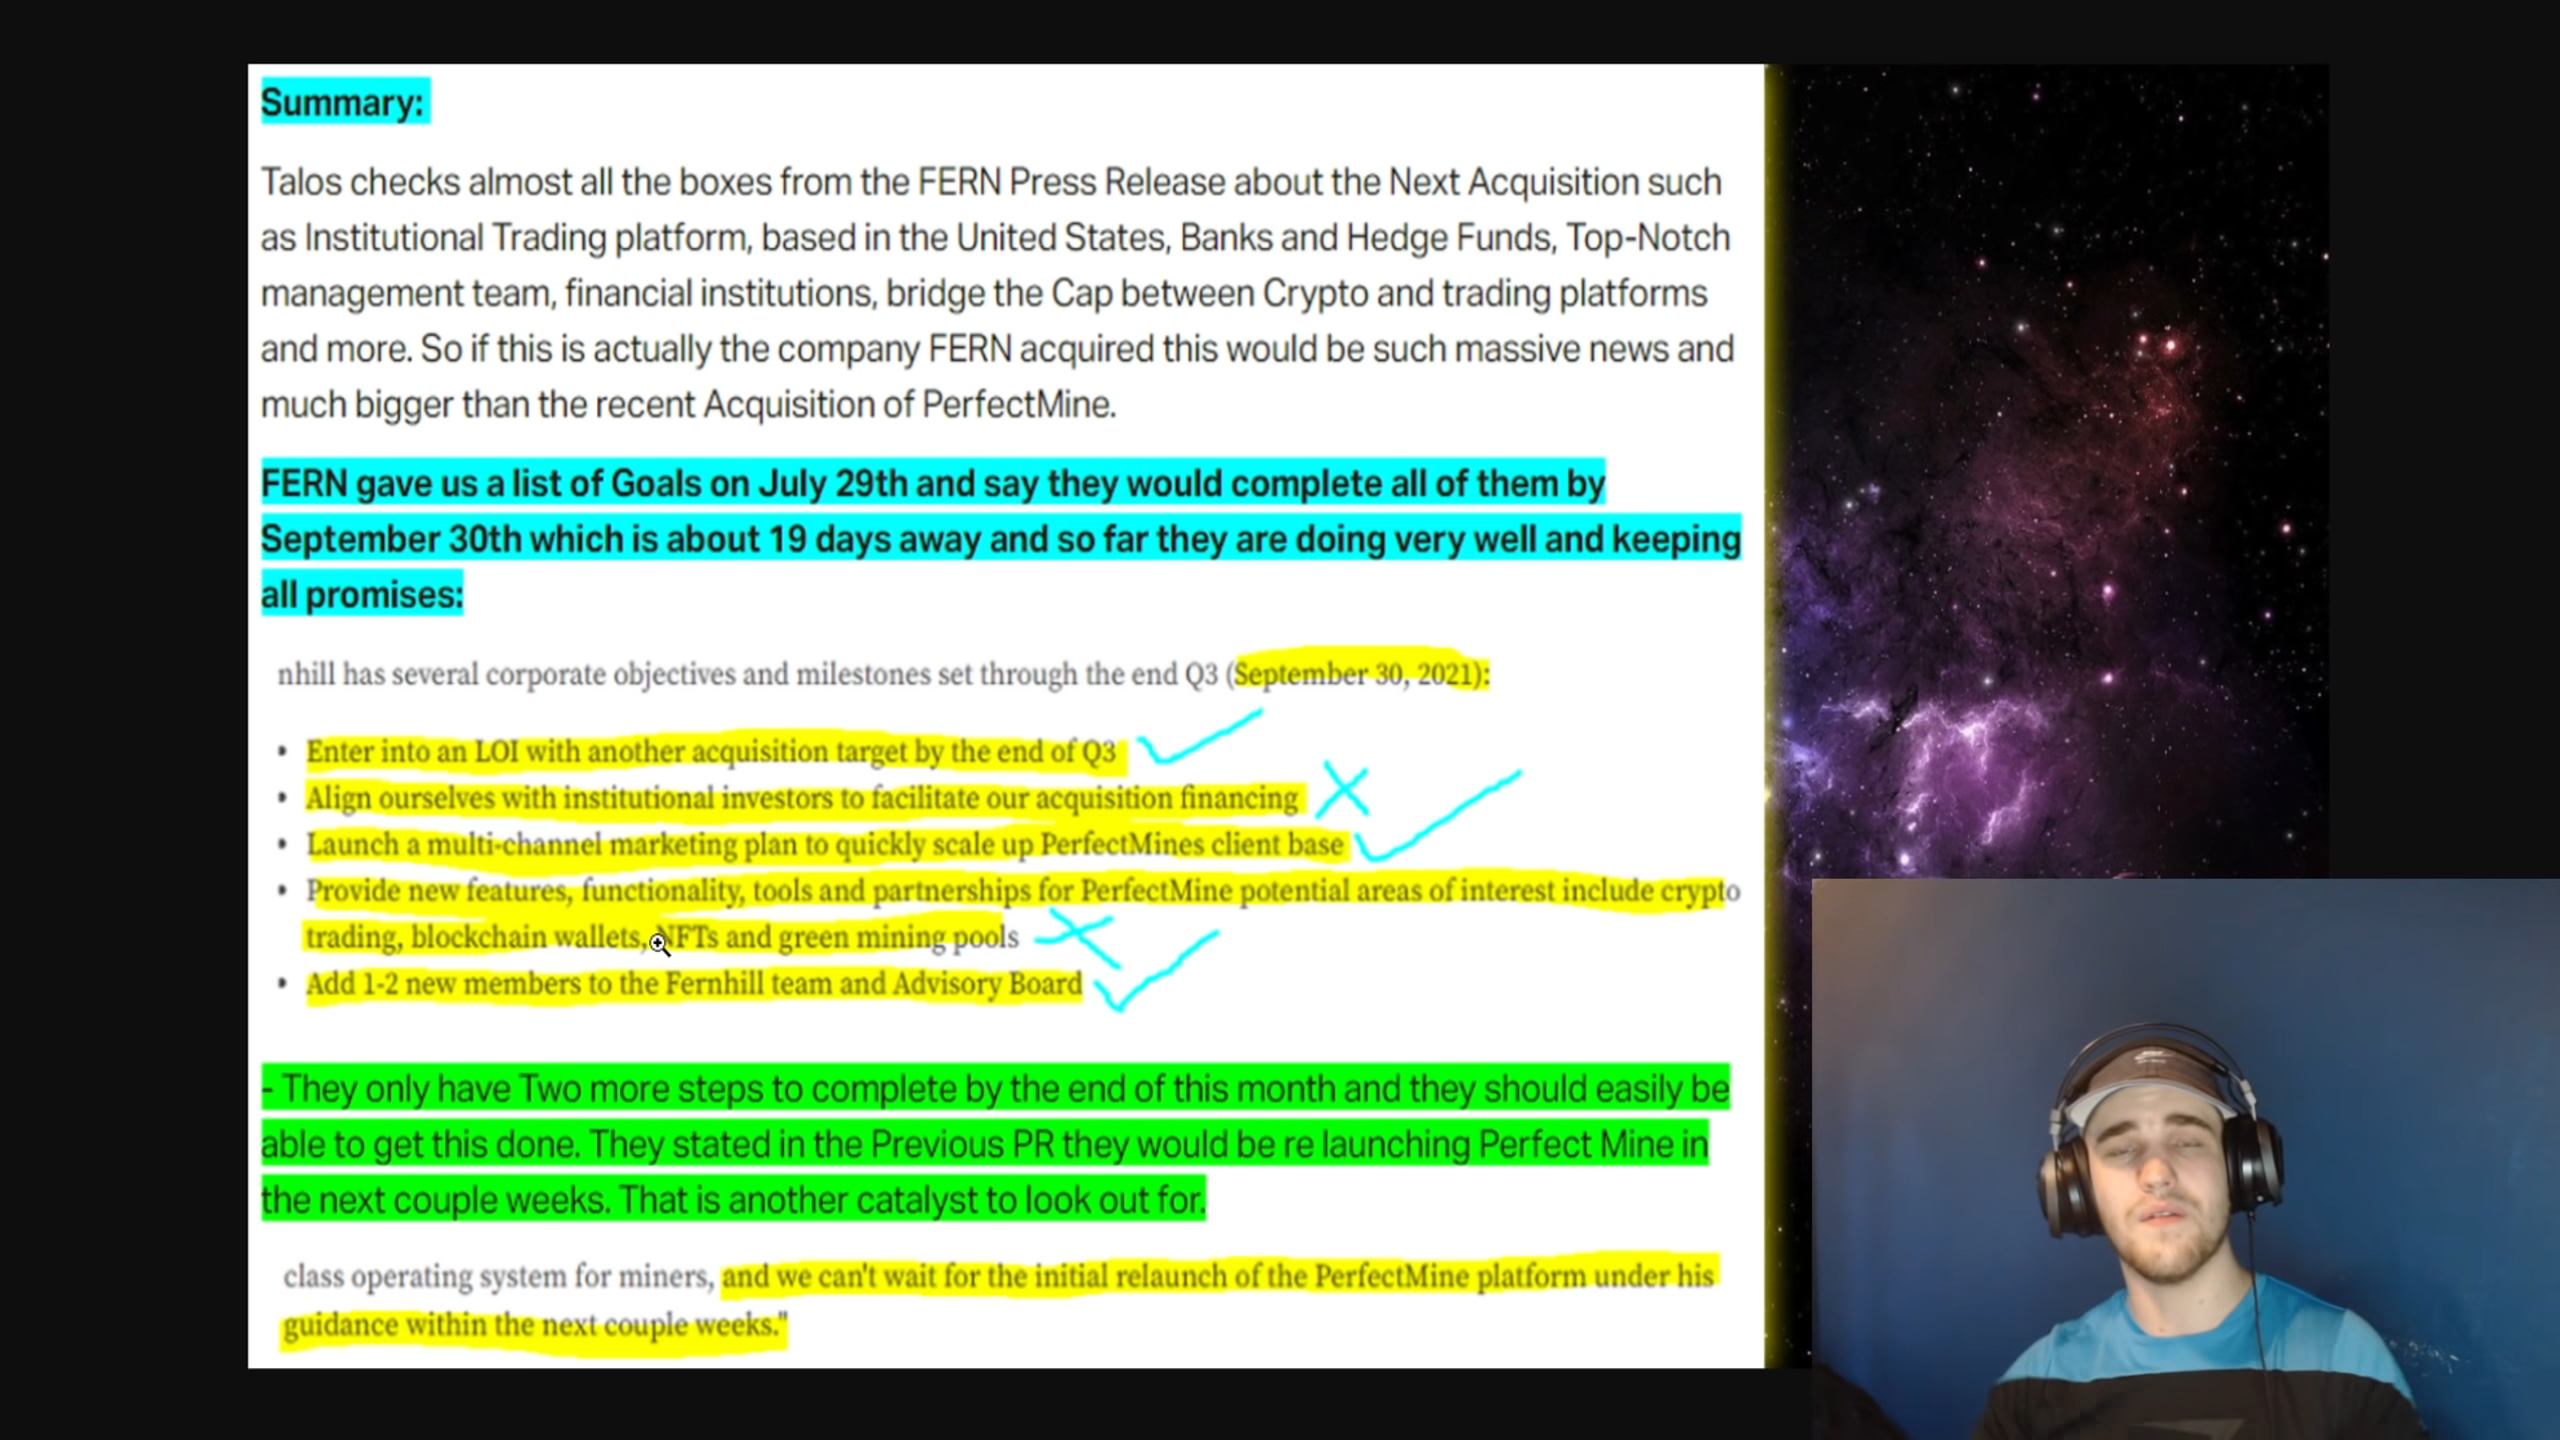 Summary:
Talos checks almost all the boxes from the FERN Press Release about the Next Acquisition such
as Institutional Trading platform, based in the United States, Banks and Hedge Funds, Top-Notch
management team, financial institutions, bridge the Cap between Crypto and trading platforms
and more. So if this is actually the company FERN acquired this would be such massive news and
much bigger than the recent Acquisition of PerfectMine.
FERN gave us a list of Goals on July 29th and say they would complete all of them by
September 30th which is about 19 days away and so far they are doing very well and keeping
all promises:
nhill has several corporate objectives and milestones set through the end Q3 (September 30, 2021):
• Enter into an LOI with another acquisition target by the end of Q3
• Align ourselves with institutional investors to facilitate our acquisition financing
• Launch a multi-channel marketing plan to quickly scale up PerfectMines client base
• Provide new features, functionality, tools and partnerships for PerfectMine potential areas of interest include crypto
trading, blockchain wallets, NFTs and green mining pools
• Add 1-2 new members to the Fernhill team and Advisory Board
- They only have Two more steps to complete by the end of this month and they should easily be
able to get this done. They stated in the Previous PR they would be re launching Perfect Mine in
the next couple weeks. That is another catalyst to look out for.
class operating system for miners, and we can't wait for the initial relaunch of the PerfectMine platform under his
guidance within the next couple weeks."